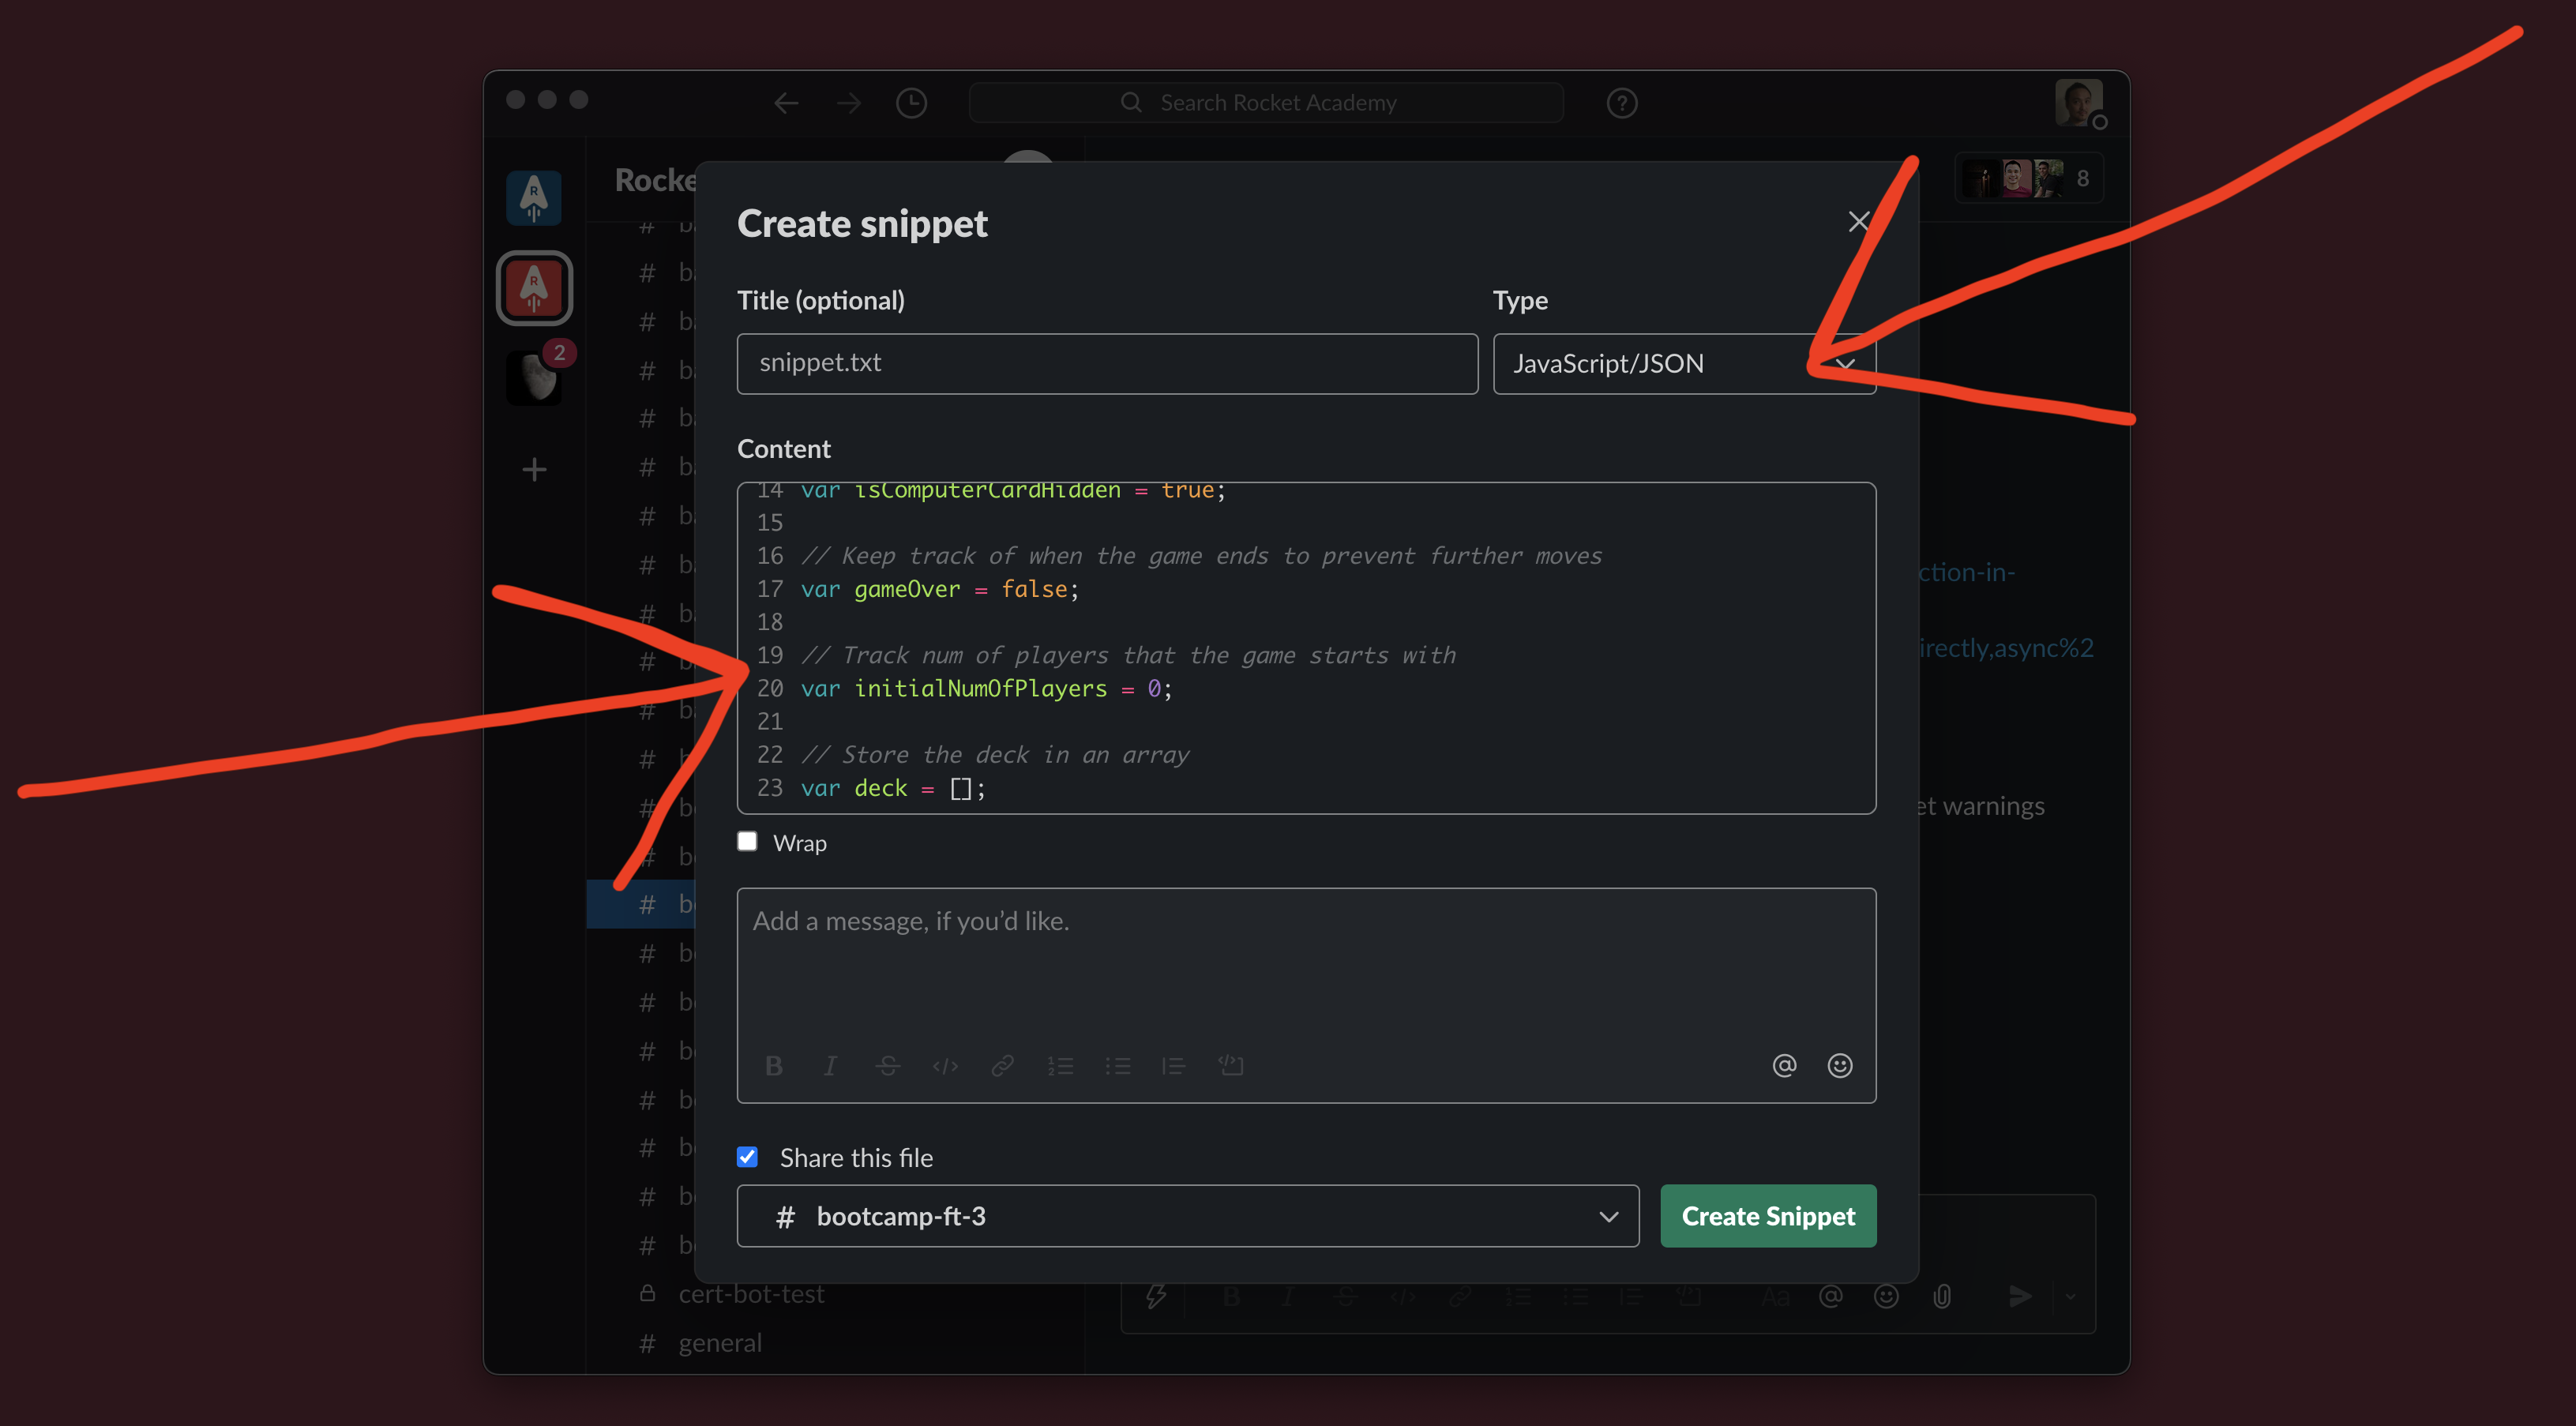 Search Rocket Academy
Rocke
8
2
Create snippet
Title (optional)
Type
snippet.txt
JavaScript/JSON
Content
14 var isComputerCardHidden = true;
15
16 // Keep track of when the game ends to prevent further moves
17 var gameOver = false;
18
19 // Track num of players that the game starts with
20 var initialNumOfPlayers = 0;
21
22 // Store the deck in an array
23 var deck = [];
ction-in-
irectly,async%2
et warnings
Wrap
Add a message, if you’d like.
Share this file
# bootcamp-ft-3
Create Snippet
cert-bot-test
# general